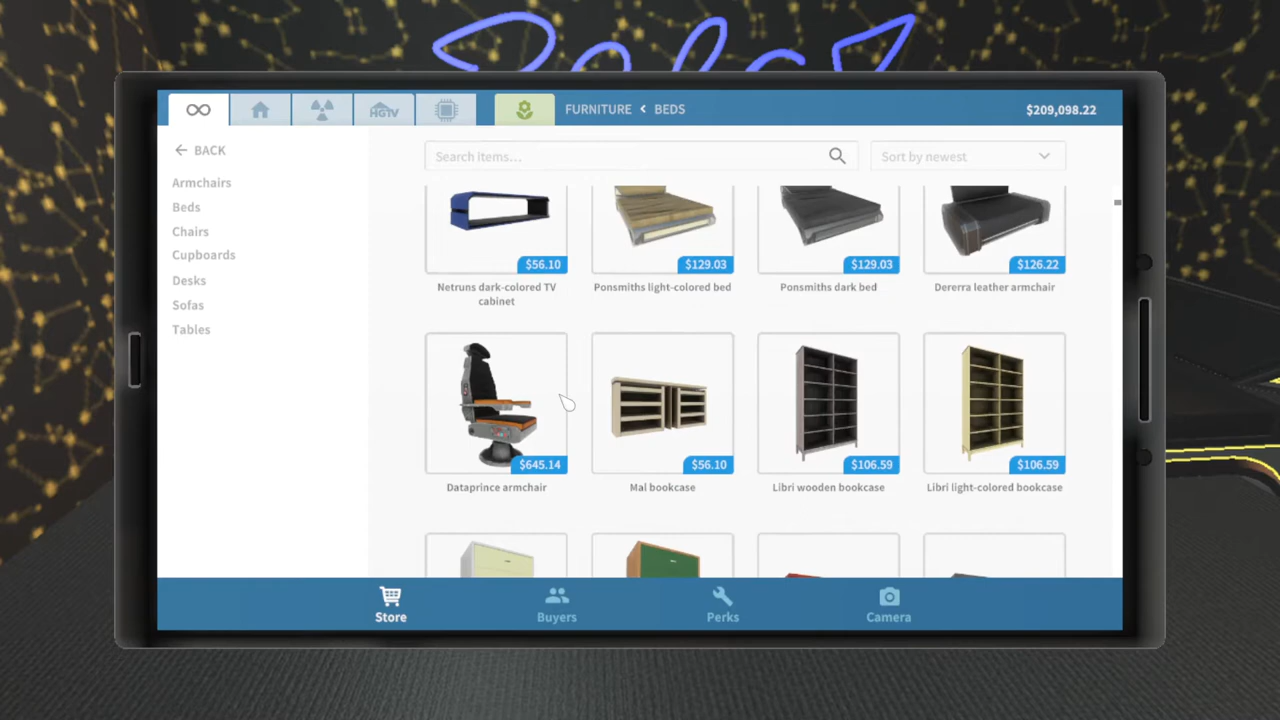 HGTV
FURNITURE < BEDS
$209,098.22
BACK
Search items...
Sort by newest
Armchairs
Beds
Chairs
Cupboards
Desks
Sofas
Tables
$56.10
$129.03
$129.03
$126.22
Netruns dark-colored TV
cabinet
Ponsmiths light-colored bed
Ponsmiths dark bed
Dererra leather armchair
$645.14
$56.10
$106.59
$106.59
Dataprince armchair
Mal bookcase
Libri wooden bookcase
Libri light-colored bookcase
Store
Buyers
Perks
Camera